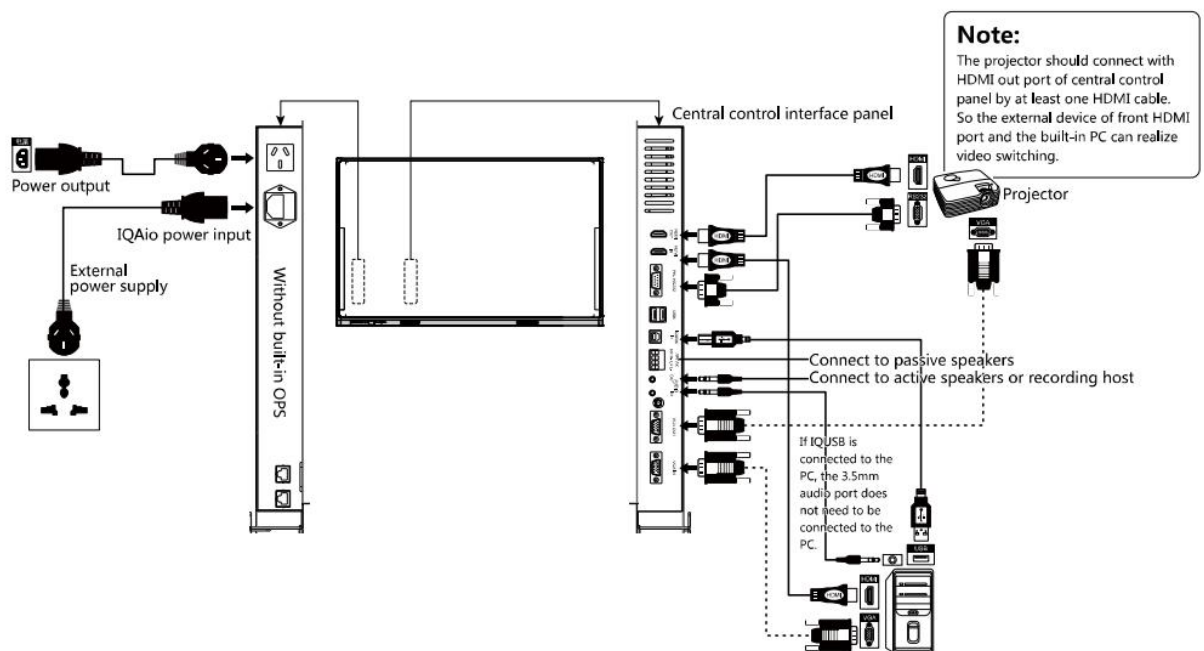 Note:
The projector should connect with
HDMI out port of central control
panel by at least one HDMI cable.
So the external device of front HDMI
port and the built-in PC can realize
video switching.
Central control interface panel
Power output
IQAio power input
External
power supply
Without built-in OPS
HDMI
HDMI
RS232
Projector
VGA
HDMI
HDMI
USB
Connect to passive speakers
Connect to active speakers or recording host
If IQUSB is
connected to the
PC, the 3.5mm
audio port does
not need to be
connected to the
PC.
USB
HDMI
HDMI
VGA